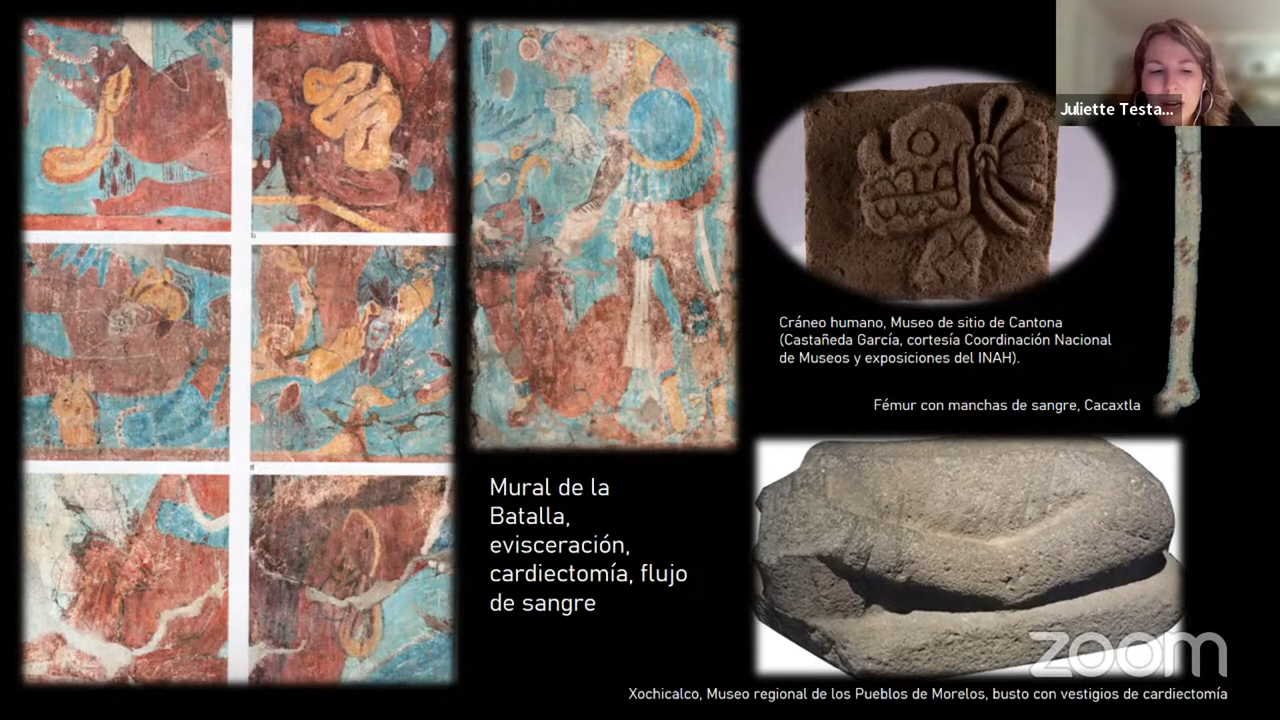 Juliette Testa...
Cráneo humano, Museo de sitio de Cantona
(Castañeda García, cortesía Coordinación Nacional
de Museos y exposiciones del INAH).
Fémur con manchas de sangre, Cacaxtla
Mural de la
Batalla,
evisceración,
cardiectomía, flujo
de sangre
zoom
Xochicalco, Museo regional de los Pueblos de Morelos, busto con vestigios de cardiectomía